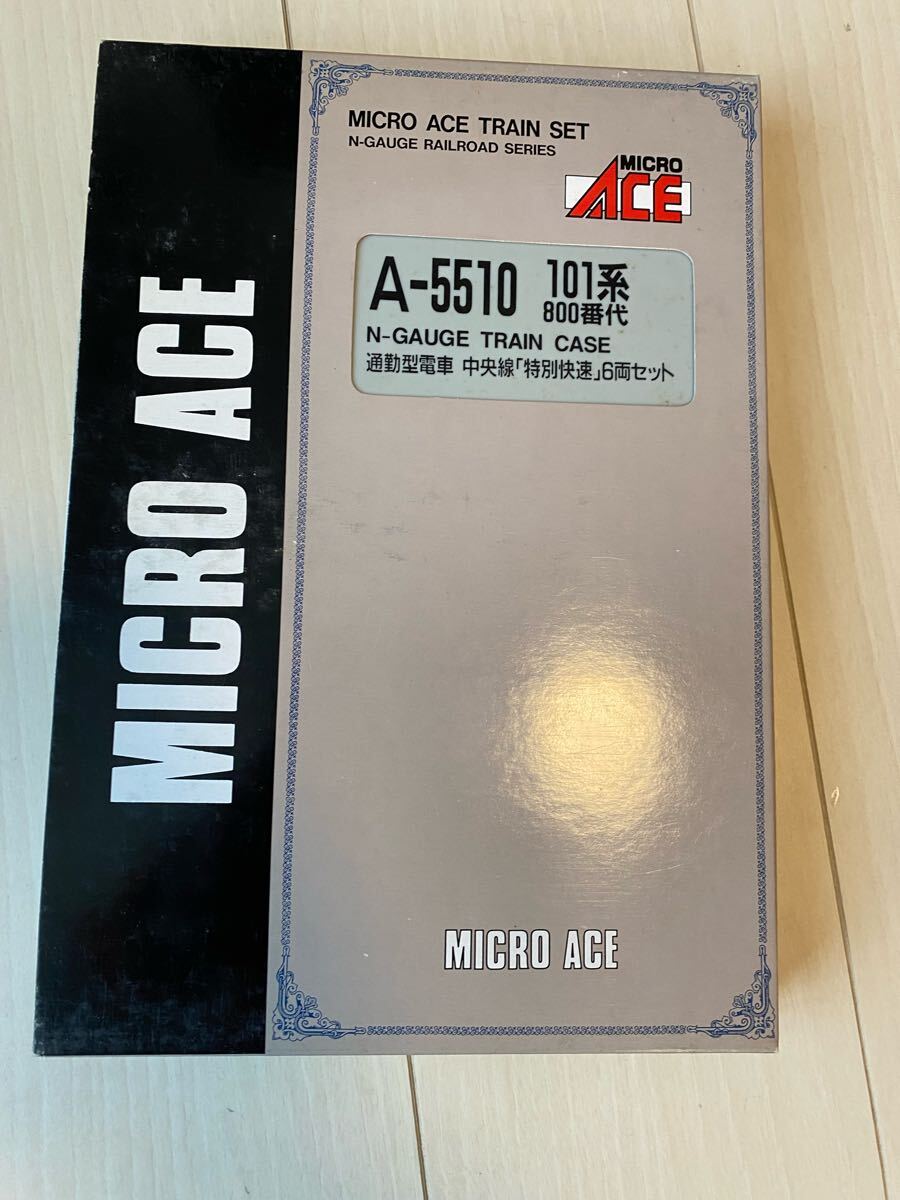 MICRO ACE
MICRO ACE TRAIN SET
N-GAUGE RAILROAD SERIES
MICRO
ACE
A-5510 101系
800番代
N-GAUGE TRAIN CASE
通勤型電車 中央線「特別快速」6両セット
MICRO ACE